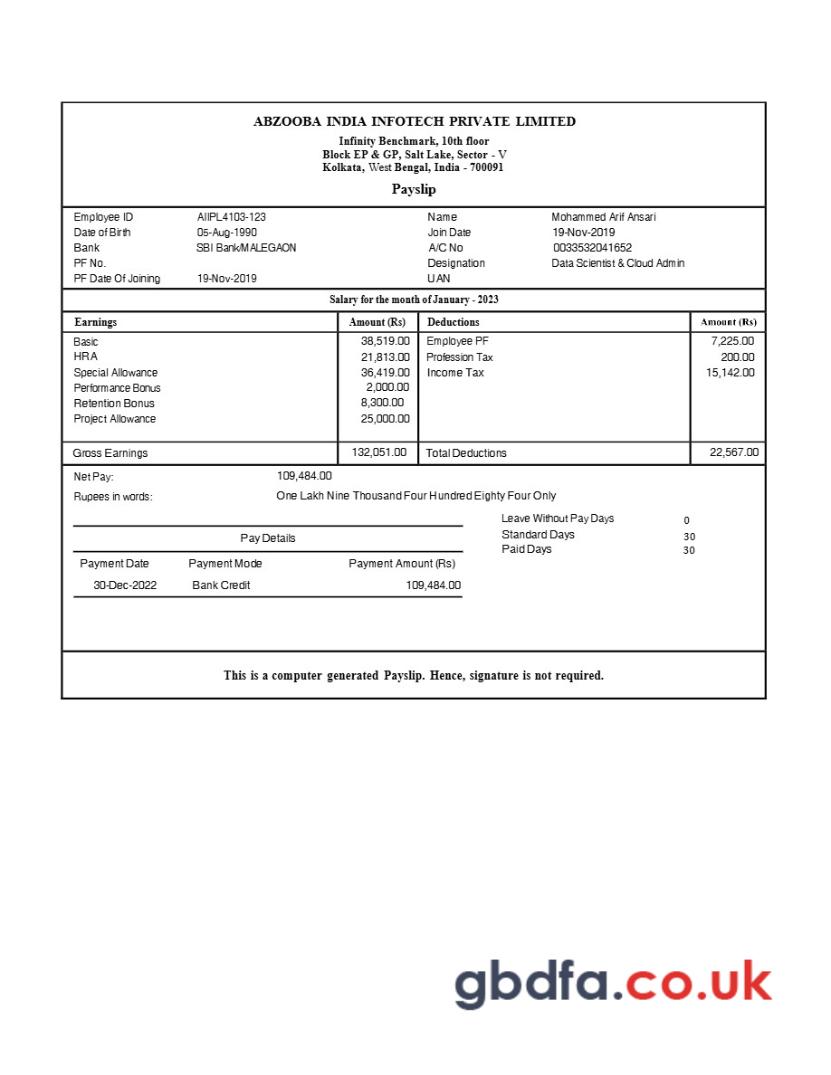 ABZOOBA INDIA INFOTECH PRIVATE LIMITED
Infinity Benchmark, 10th floor
Block EP & GP, Salt Lake, Sector - V
Kolkata, West Bengal, India - 700091
Payslip
Employee ID AIIPL4103-123 Name Mohammed Arif Ansari
Date of Birth 05-Aug-1990 Join Date 19-Nov-2019
Bank SBI Bank/MALEGAON A/C No 0033532041652
PF No. Designation Data Scientist & Cloud Admin
PF Date Of Joining 19-Nov-2019 UAN
Salary for the month of January - 2023
Earnings Amount (Rs) Deductions Amount (Rs)
Basic 38,519.00 Employee PF 7,225.00
HRA 21,813.00 Profession Tax 200.00
Special Allowance 36,419.00 Income Tax 15,142.00
Performance Bonus 2,000.00
Retention Bonus 8,300.00
Project Allowance 25,000.00
Gross Earnings 132,051.00 Total Deductions 22,567.00
Net Pay: 109,484.00
Rupees in words: One Lakh Nine Thousand Four Hundred Eighty Four Only
Leave Without Pay Days 0
Standard Days 30
Paid Days 30
Pay Details
Payment Date Payment Mode Payment Amount (Rs)
30-Dec-2022 Bank Credit 109,484.00
This is a computer generated Payslip. Hence, signature is not required.
gbdfa.co.uk